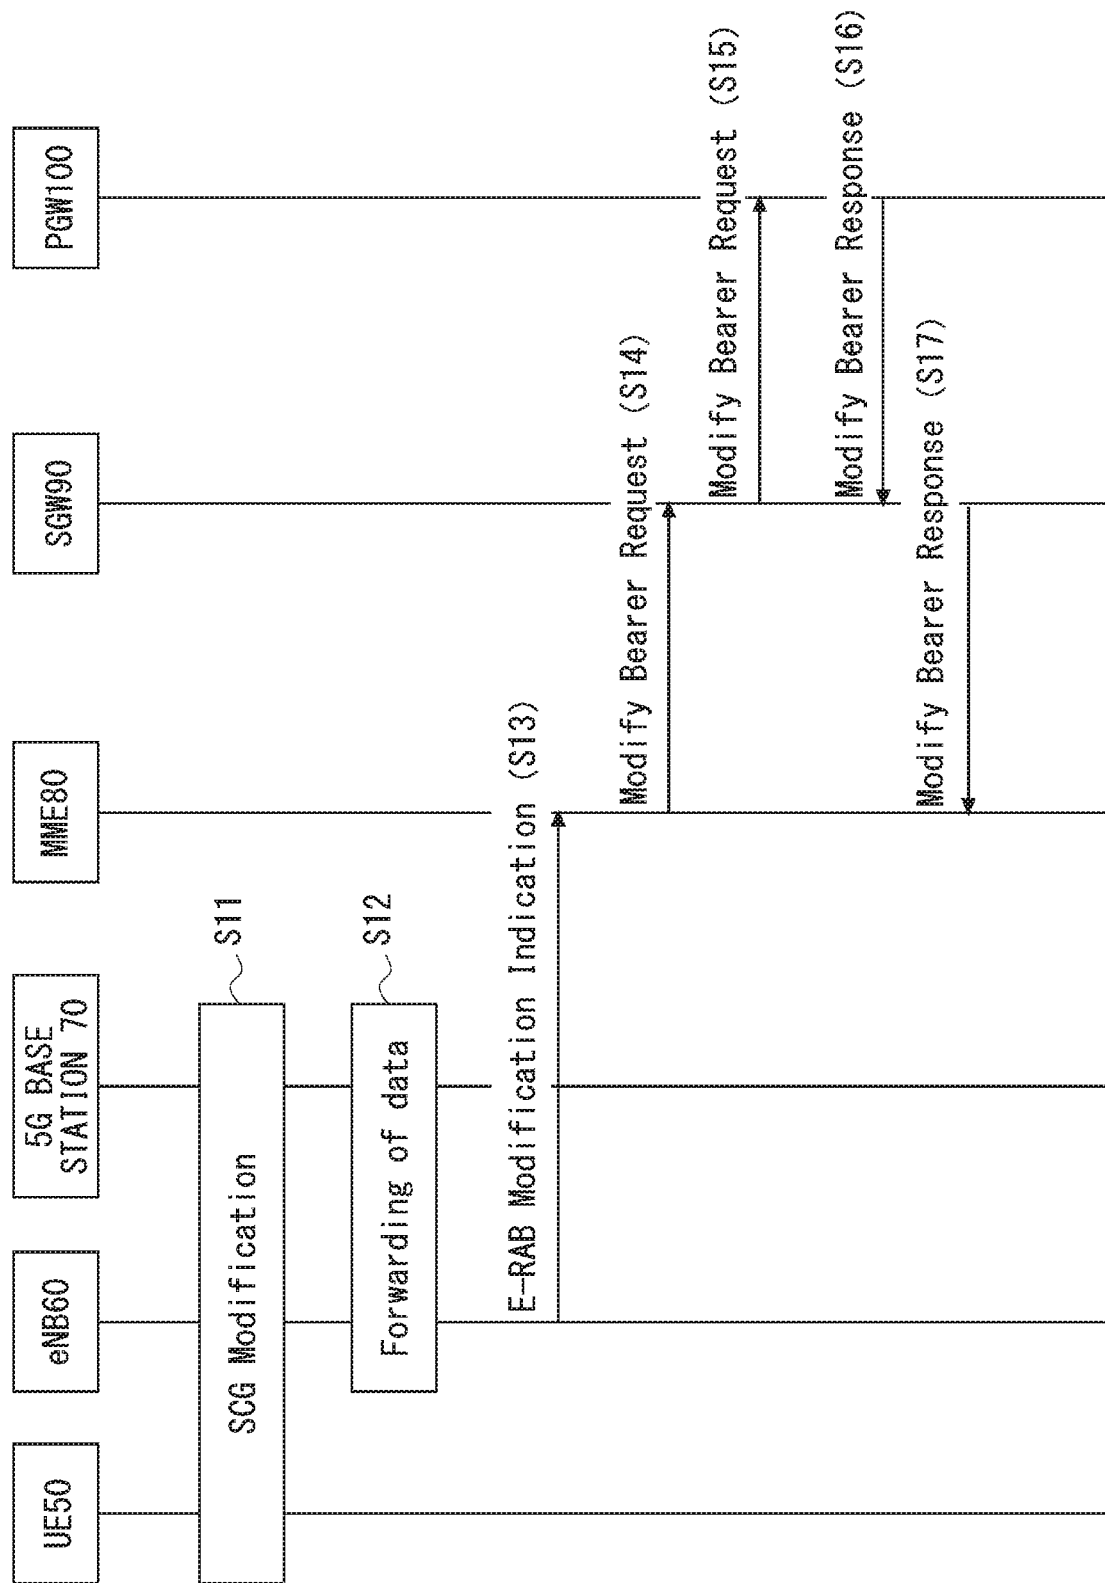 UE50
eNB60
5G BASE
STATION 70
MME80
SGW90
PGW100
SCG Modification
S11
Forwarding of data
S12
E-RAB Modification Indication (S13)
Modify Bearer Request (S14)
Modify Bearer Request (S15)
Modify Bearer Response (S16)
Modify Bearer Response (S17)